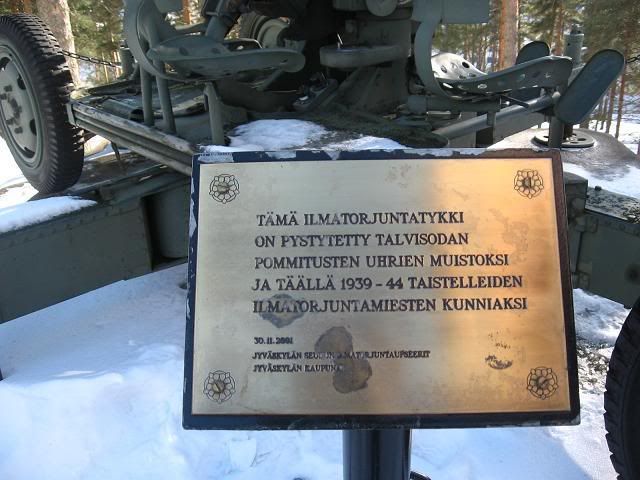 TÄMÄ ILMATORJUNTATYKKI
ON PYSTYTETTY TALVISODAN
POMMITUSTEN UHRIEN MUISTOKSI
JA TÄÄLLÄ 1939 - 44 TAISTELLEIDEN
ILMATORJUNTAMIESTEN KUNNIAKSI
30.11.2001
JYVÄSKYLÄN SEUDUN ILMATORJUNTAUPSEERIT
JYVÄSKYLÄN KAUPUNKI